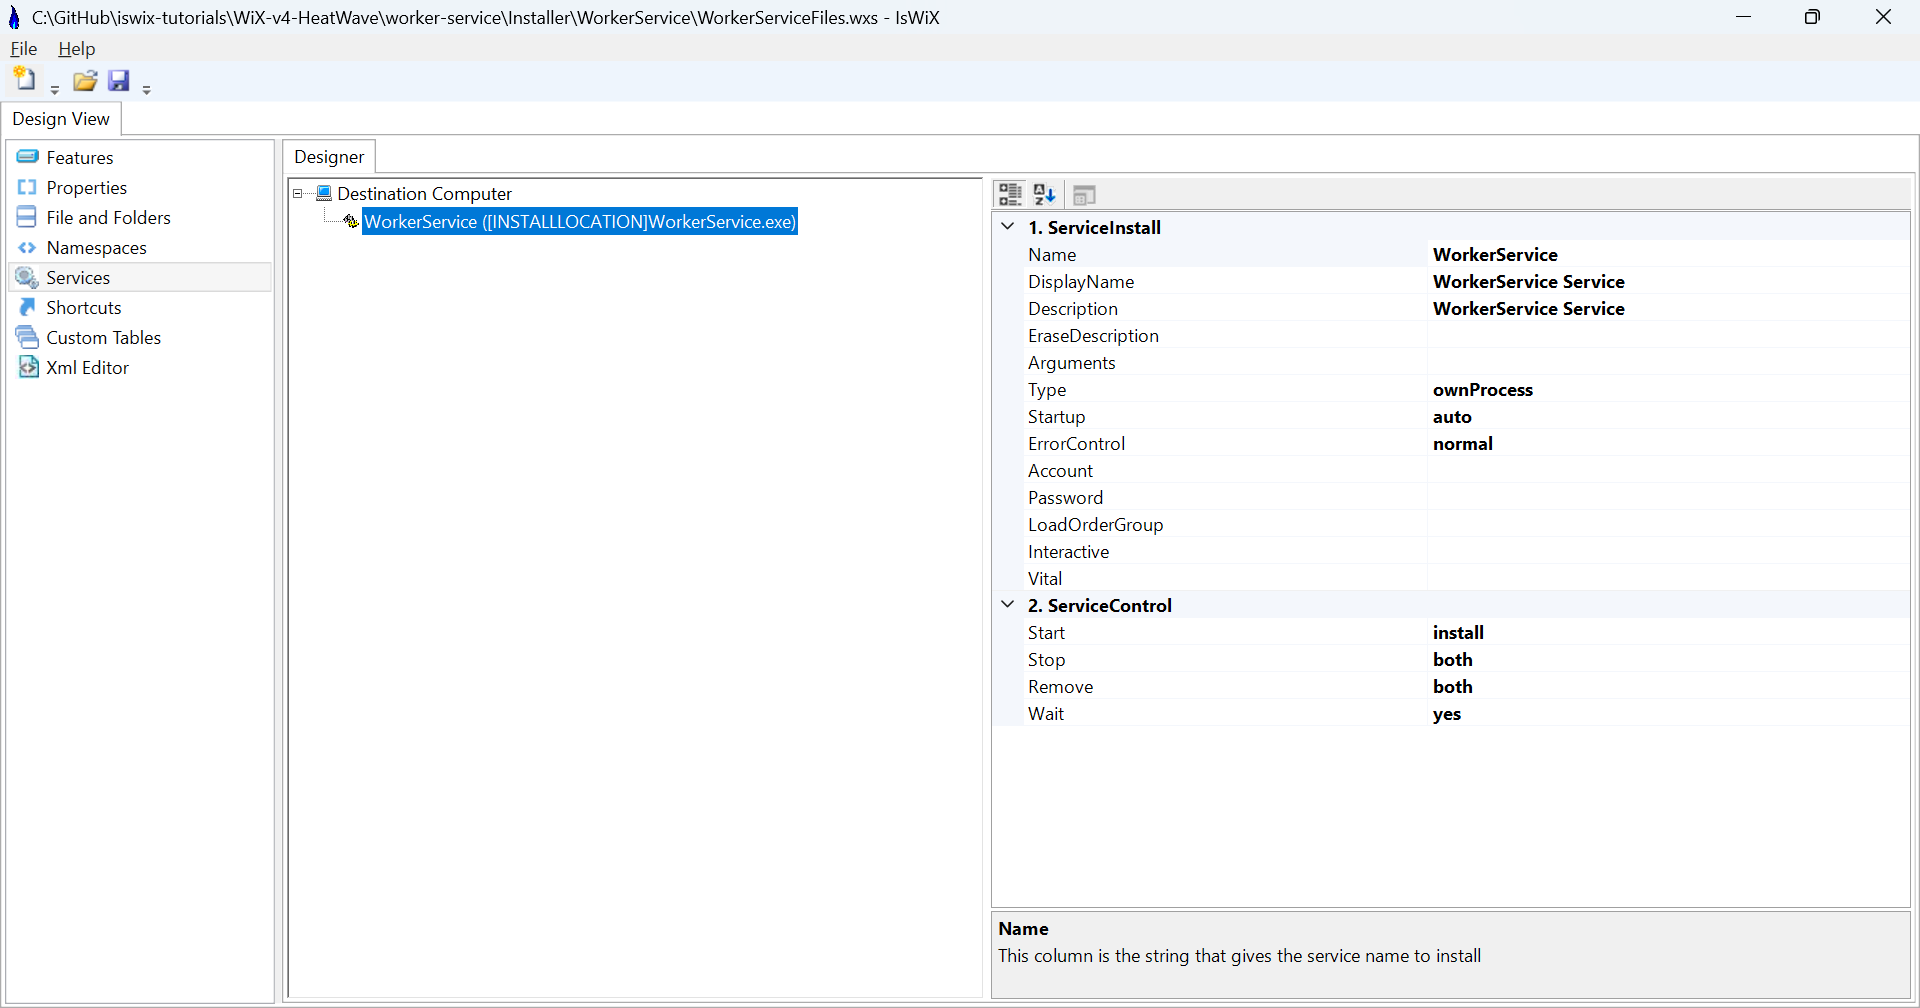 C:\GitHub\iswix-tutorials\WiX-v4-HeatWave\worker-service\Installer\WorkerService\WorkerServiceFiles.wxs - IsWiX
File Help
Design View
Features
Properties
File and Folders
Namespaces
Services
Shortcuts
Custom Tables
Xml Editor
Designer
Destination Computer
WorkerService ([INSTALLLOCATION]WorkerService.exe)
1. ServiceInstall
Name WorkerService
DisplayName WorkerService Service
Description WorkerService Service
EraseDescription
Arguments
Type ownProcess
Startup auto
ErrorControl normal
Account
Password
LoadOrderGroup
Interactive
Vital
2. ServiceControl
Start install
Stop both
Remove both
Wait yes
Name
This column is the string that gives the service name to install